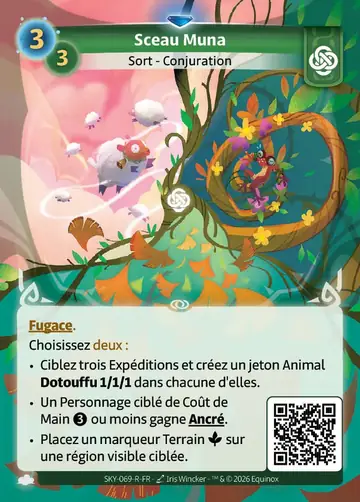 3
3
Sceau Muna
Sort - Conjuration
Fugace.
Choisissez deux :
• Ciblez trois Expéditions et créez un jeton Animal
Dotouffu 1/1/1 dans chacune d'elles.
• Un Personnage ciblé de Coût de
Main 3 ou moins gagne Ancré.
• Placez un marqueur Terrain sur
une région visible ciblée.
SKY-069-R-FR - Iris Wincker - ™ & © 2026 Equinox